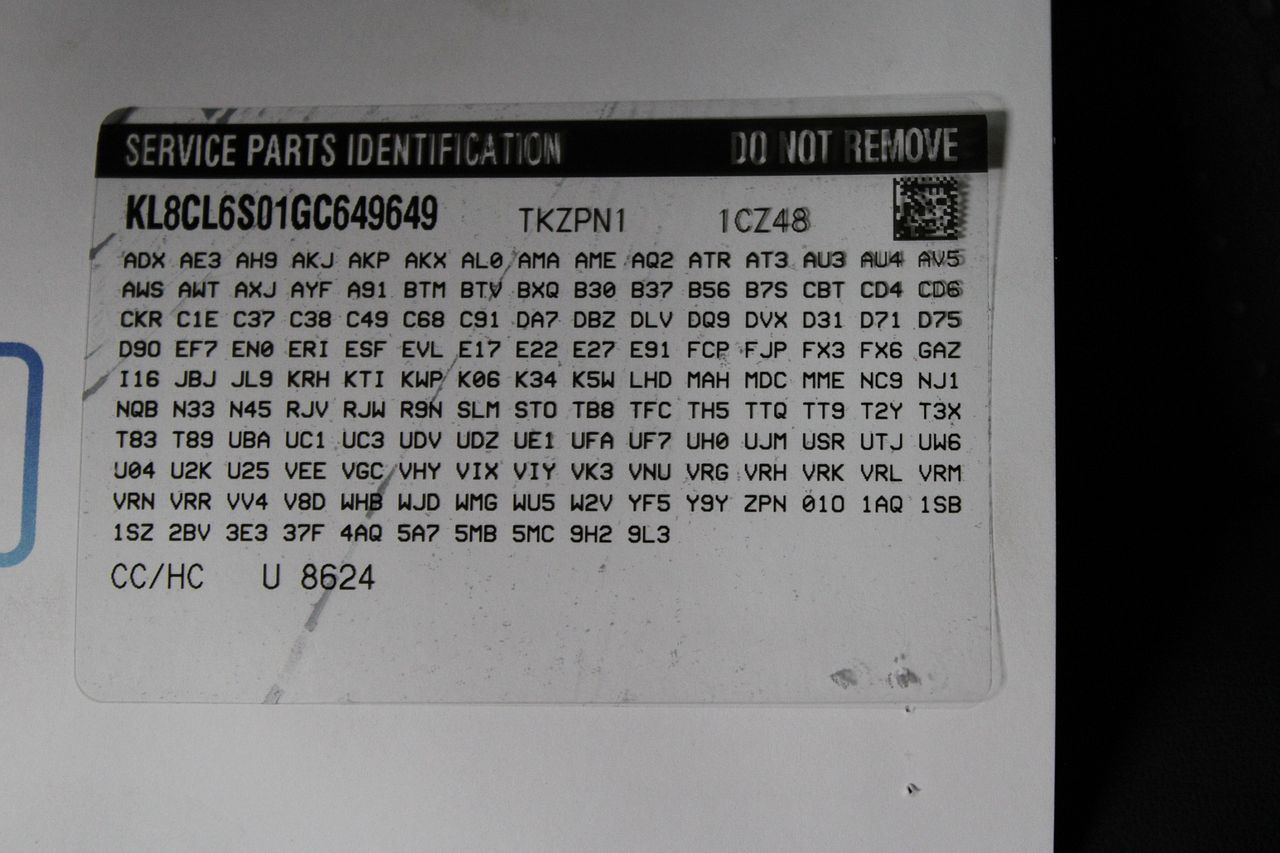 SERVICE PARTS IDENTIFICATION DO NOT REMOVE
KL8CL6S01GC649649 TKZPN1 1CZ48
ADX AE3 AH9 AKJ AKP AKX AL0 AMA AME AQ2 ATR AT3 AU3 AU4 AV5
AWS AWT AXJ AYF A91 BTM BTV BXQ B30 B37 B56 B7S CBT CD4 CD6
CKR C1E C37 C38 C49 C68 C91 DA7 DBZ DLV DQ9 DVX D31 D71 D75
D90 EF7 EN0 ERI ESF EVL E17 E22 E27 E91 FCP FJP FX3 FX6 GAZ
I16 JBJ JL9 KRH KTI KWP K06 K34 K5W LHD MAH MDC MME NC9 NJ1
NQB N33 N45 RJV RJW R9N SLM STO TB8 TFC TH5 TTQ TT9 T2Y T3X
T83 T89 UBA UC1 UC3 UDV UDZ UE1 UFA UF7 UH0 UJM USR UTJ UW6
U04 U2K U25 VEE VGC VHY VIX VIY VK3 VNU VRG VRH VRK VRL VRM
VRN VRR VV4 V8D WHB WJD WMG WU5 W2V YF5 Y9Y ZPN 01O 1AQ 1SB
1SZ 2BV 3E3 37F 4AQ 5A7 5MB 5MC 9H2 9L3
CC/HC U 8624